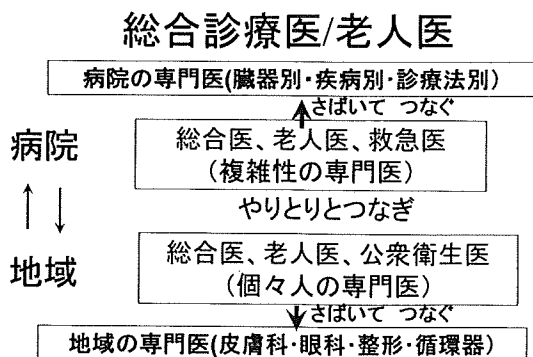 総合診療医/老人医
病院の専門医(臓器別・疾病別・診療法別)
さばいて つなぐ
病院
総合医、老人医、救急医
(複雑性の専門医)
やりとりとつなぎ
地域
総合医、老人医、公衆衛生医
(個々人の専門医)
さばいて つなぐ
地域の専門医(皮膚科・眼科・整形・循環器)